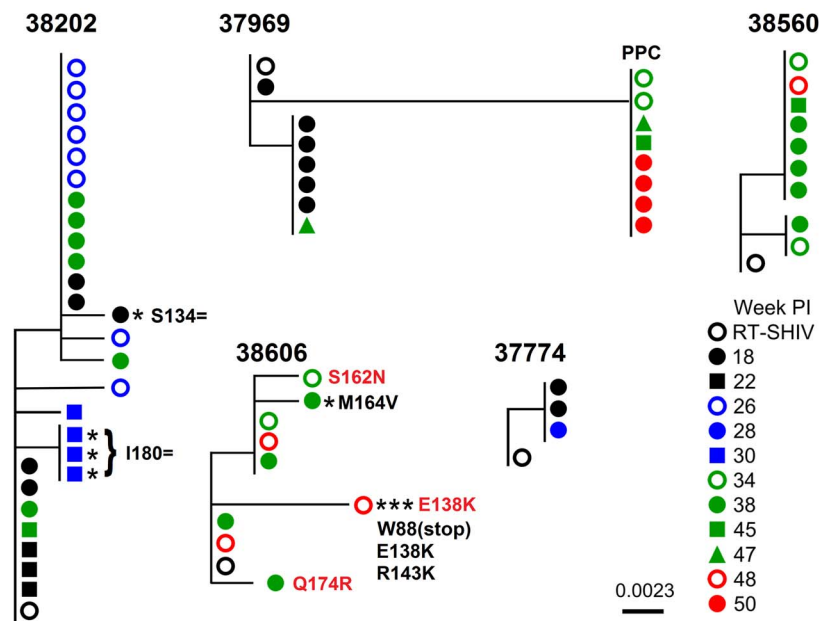 38202
37969
38560
PPC
* S134=
* 
* } I180=
*
38606
S162N
* M164V
*** E138K
W88(stop)
E138K
R143K
Q174R
37774
Week PI
RT-SHIV
18
22
26
28
30
34
38
45
47
48
50
0.0023